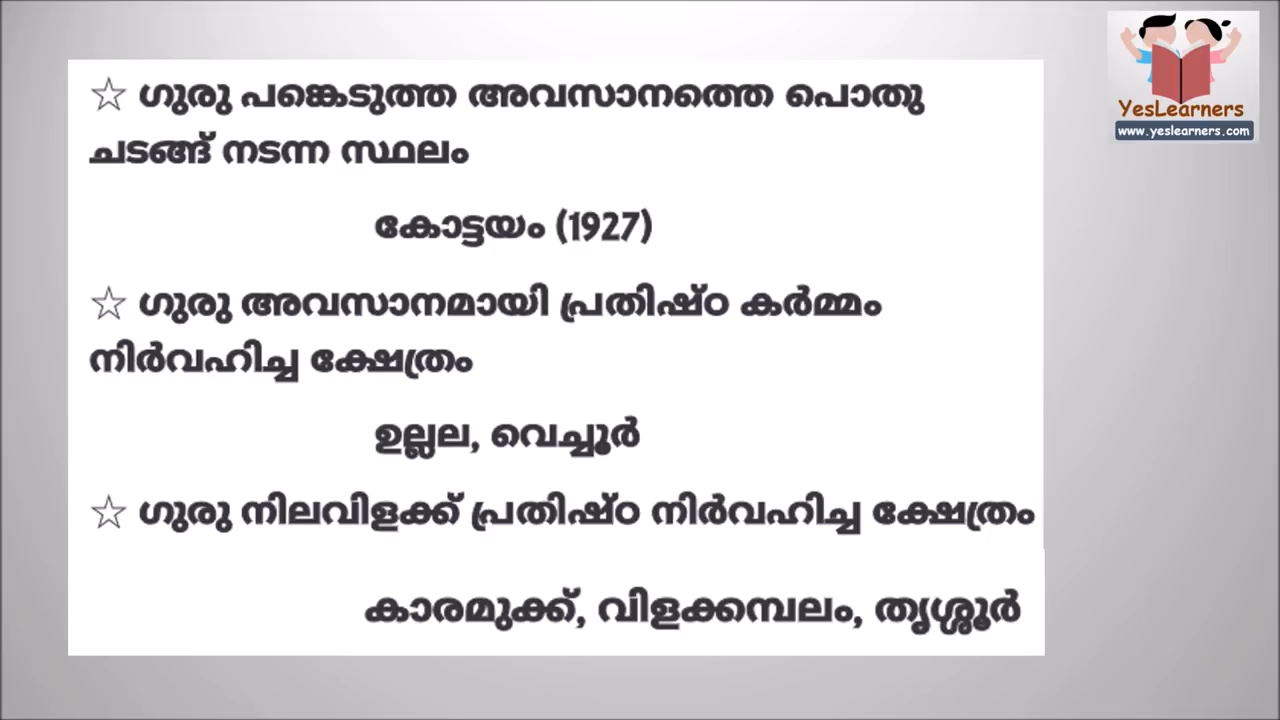 ☆ ഗുരു പങ്കെടുത്ത അവസാനത്തെ പൊതു
ചടങ്ങ് നടന്ന സ്ഥലം
കോട്ടയം (1927)
☆ ഗുരു അവസാനമായി പ്രതിഷ്ഠ കർമ്മം
നിർവഹിച്ച ക്ഷേത്രം
ഉല്ലല, വെച്ചൂർ
☆ ഗുരു നിലവിളക്ക് പ്രതിഷ്ഠ നിർവഹിച്ച ക്ഷേത്രം
കാരമുക്ക്, വിളക്കമ്പലം, തൃശ്ശൂർ
YesLearners
www.yeslearners.com